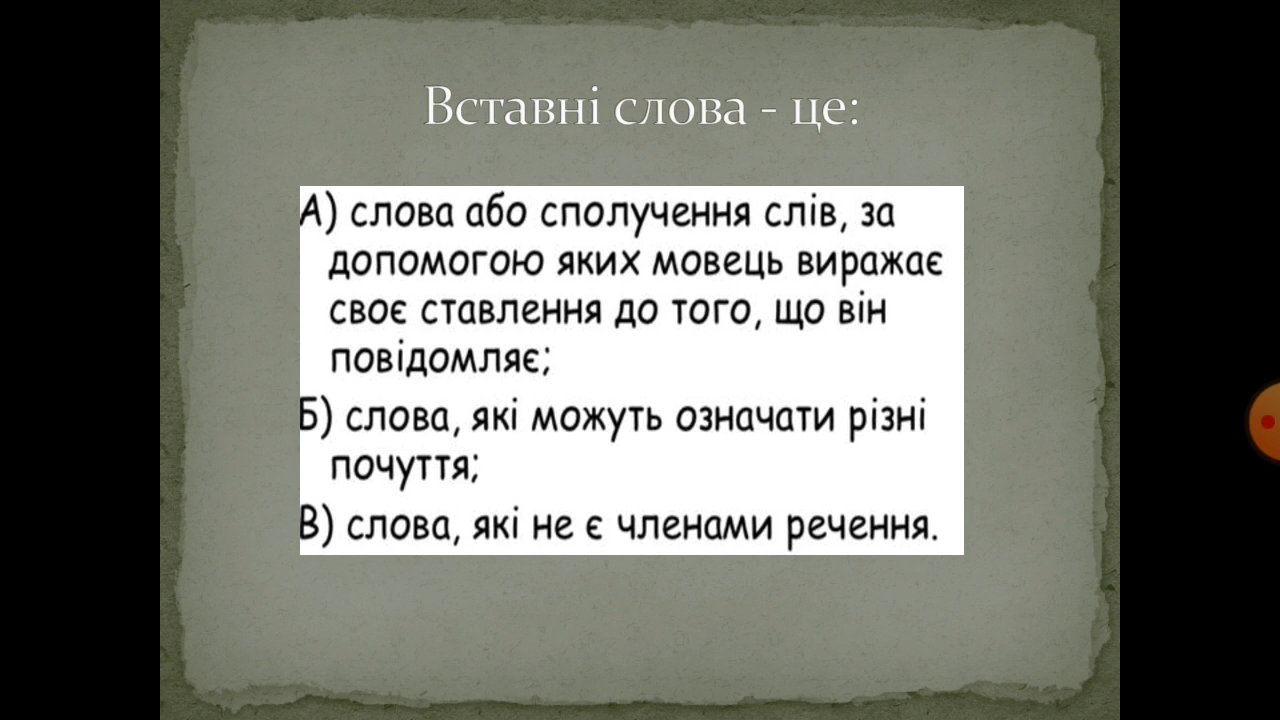 Вставні слова - це:
А) слова або сполучення слів, за
допомогою яких мовець виражає
своє ставлення до того, що він
повідомляє;
Б) слова, які можуть означати різні
почуття;
В) слова, які не є членами речення.